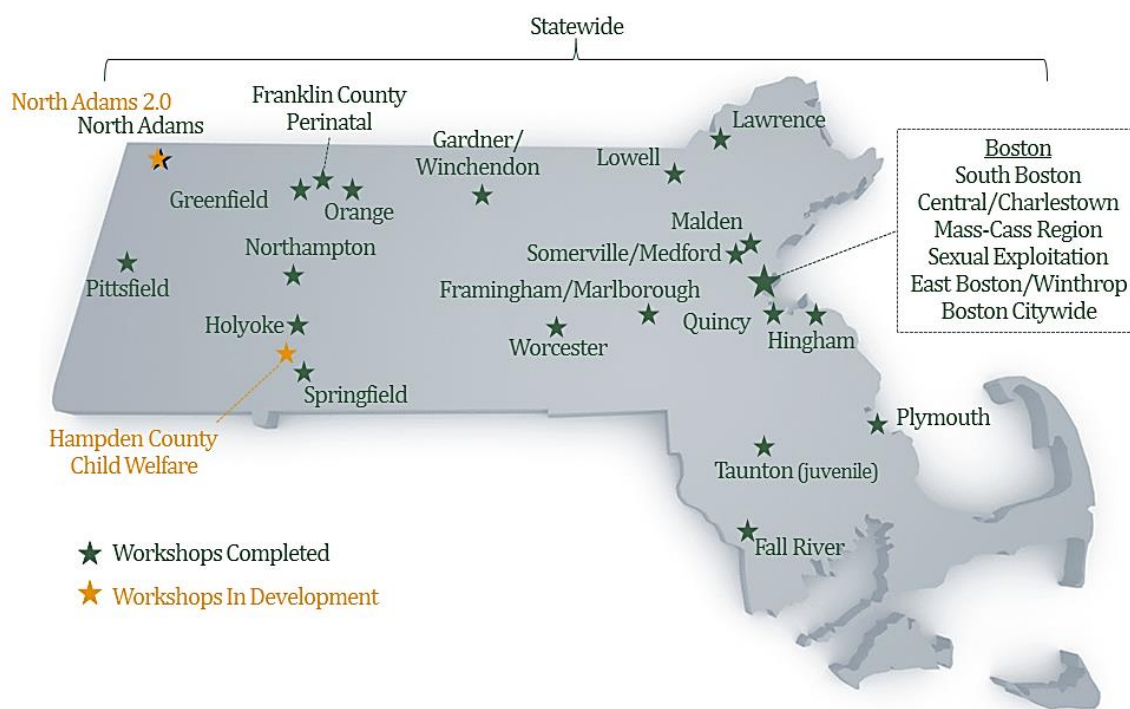 Statewide
North Adams 2.0
North Adams
Franklin County
Perinatal
Gardner/
Winchendon
Lawrence
Lowell
Greenfield
Orange
Malden
Northampton
Somerville/Medford
Pittsfield
Framingham/Marlborough
Holyoke
Quincy
Worcester
Hingham
Springfield
Boston
South Boston
Central/Charlestown
Mass-Cass Region
Sexual Exploitation
East Boston/Winthrop
Boston Citywide
Hampden County
Child Welfare
Plymouth
Taunton (juvenile)
Fall River
Workshops Completed
Workshops In Development